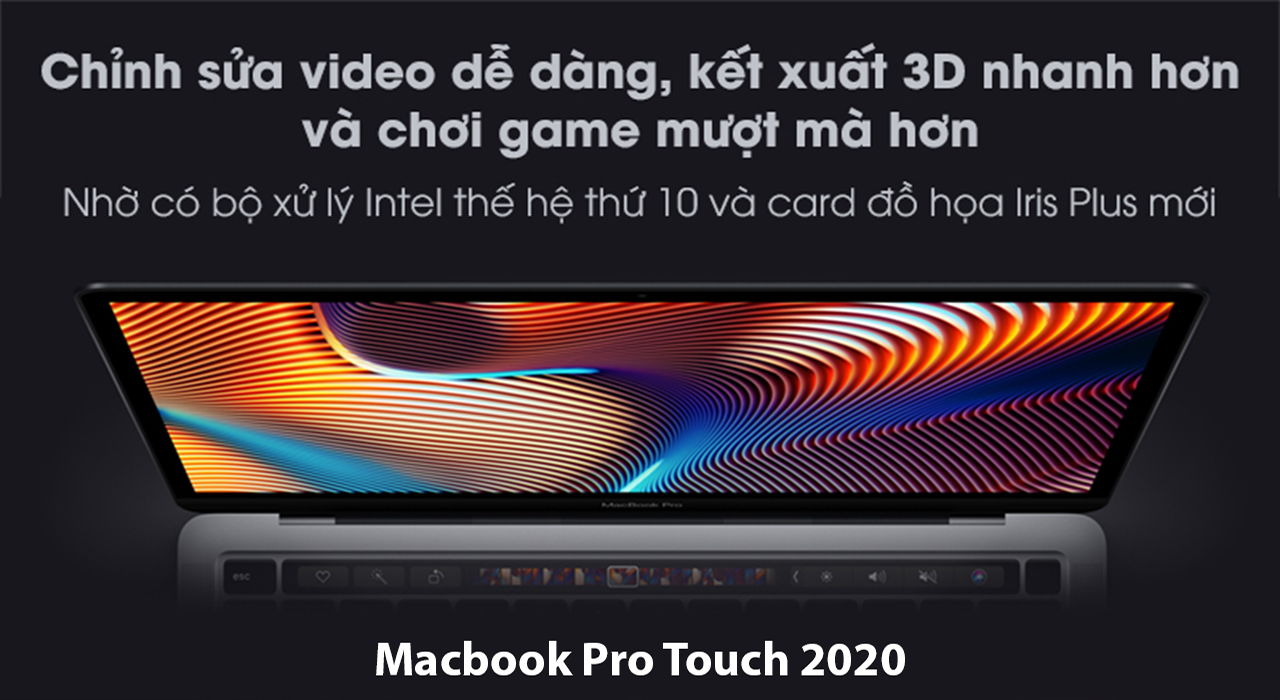 Chỉnh sửa video dễ dàng, kết xuất 3D nhanh hơn
và chơi game mượt mà hơn
Nhờ có bộ xử lý Intel thế hệ thứ 10 và card đồ họa Iris Plus mới
MacBook Pro
esc
Macbook Pro Touch 2020